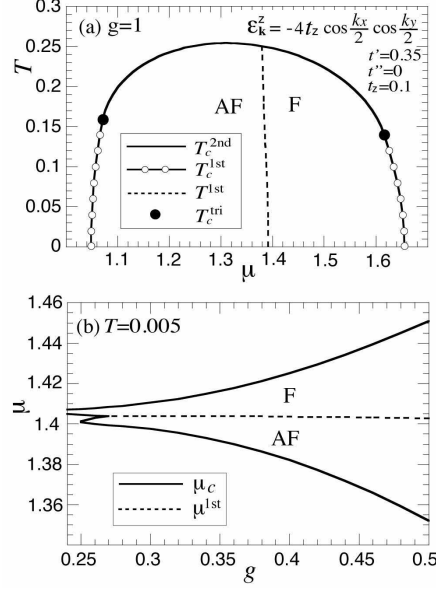 (a) g=1
ε_k^z = -4t_z cos k_x/2 cos k_y/2
t'=0.35
t''=0
t_z=0.1
0.3
0.25
0.2
0.15
0.1
0.05
0
T
AF
F
T_c^2nd
T_c^1st
T^1st
T_c^tri
1.1 1.2 1.3 1.4 1.5 1.6
μ
(b) T=0.005
1.46
1.44
1.42
1.4
1.38
1.36
μ
F
AF
μ_c
μ^1st
0.25 0.3 0.35 0.4 0.45 0.5
g